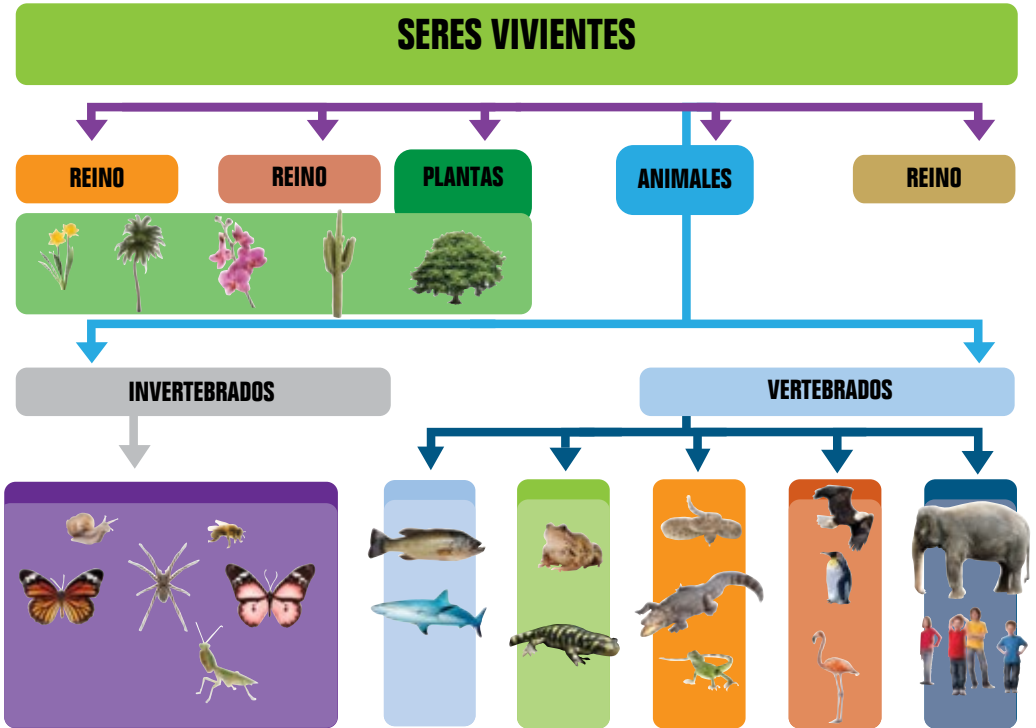 SERES VIVIENTES
REINO
REINO
PLANTAS
ANIMALES
REINO
INVERTEBRADOS
VERTEBRADOS